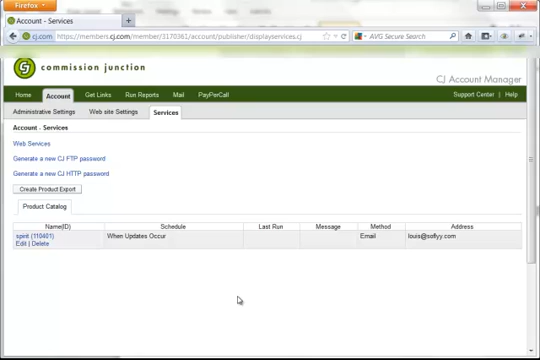 Firefox
Account - Services
cj.com https://members.cj.com/member/3170361/account/publisher/displayservices.cj
AVG Secure Search
commission junction
CJ Account Manager
Home Account Get Links Run Reports Mail PayPerCall Support Center | Help
Administrative Settings Web site Settings Services
Account - Services
Web Services
Generate a new CJ FTP password
Generate a new CJ HTTP password
Create Product Export
Product Catalog
Name(ID) Schedule Last Run Message Method Address
spirit (110401) When Updates Occur Email louis@soflyy.com
Edit | Delete